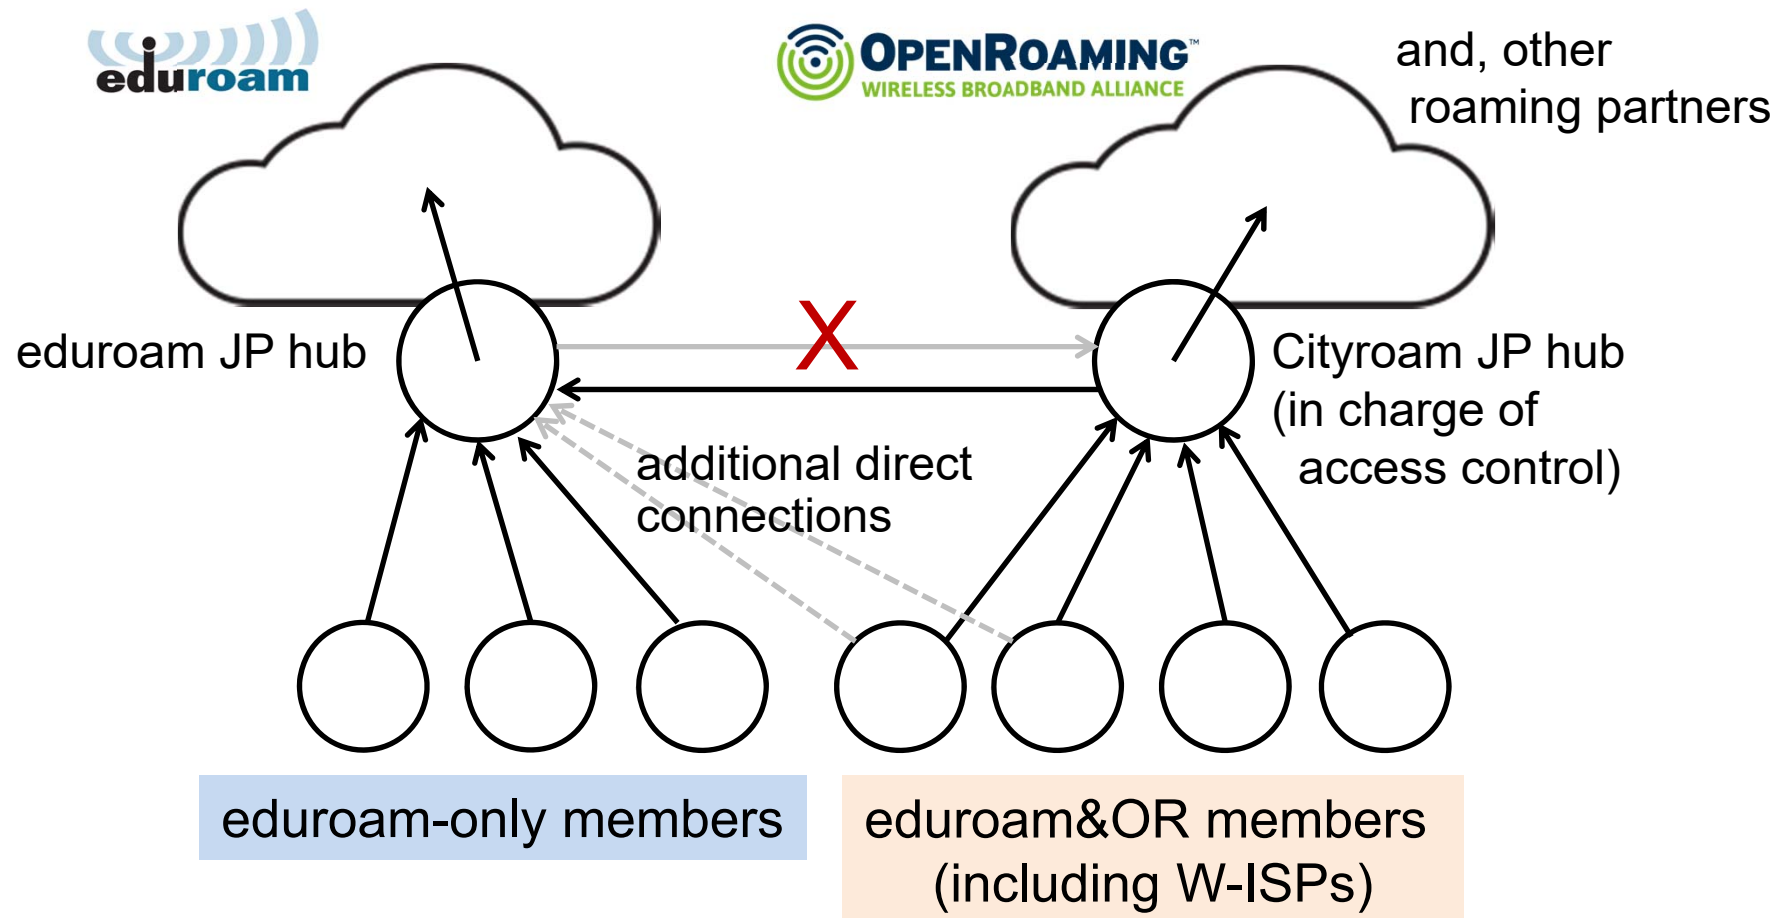 eduroam
OPENROAMING™
WIRELESS BROADBAND ALLIANCE
and, other
roaming partners
X
eduroam JP hub
Cityroam JP hub
(in charge of
access control)
additional direct
connections
eduroam-only members
eduroam&OR members
(including W-ISPs)